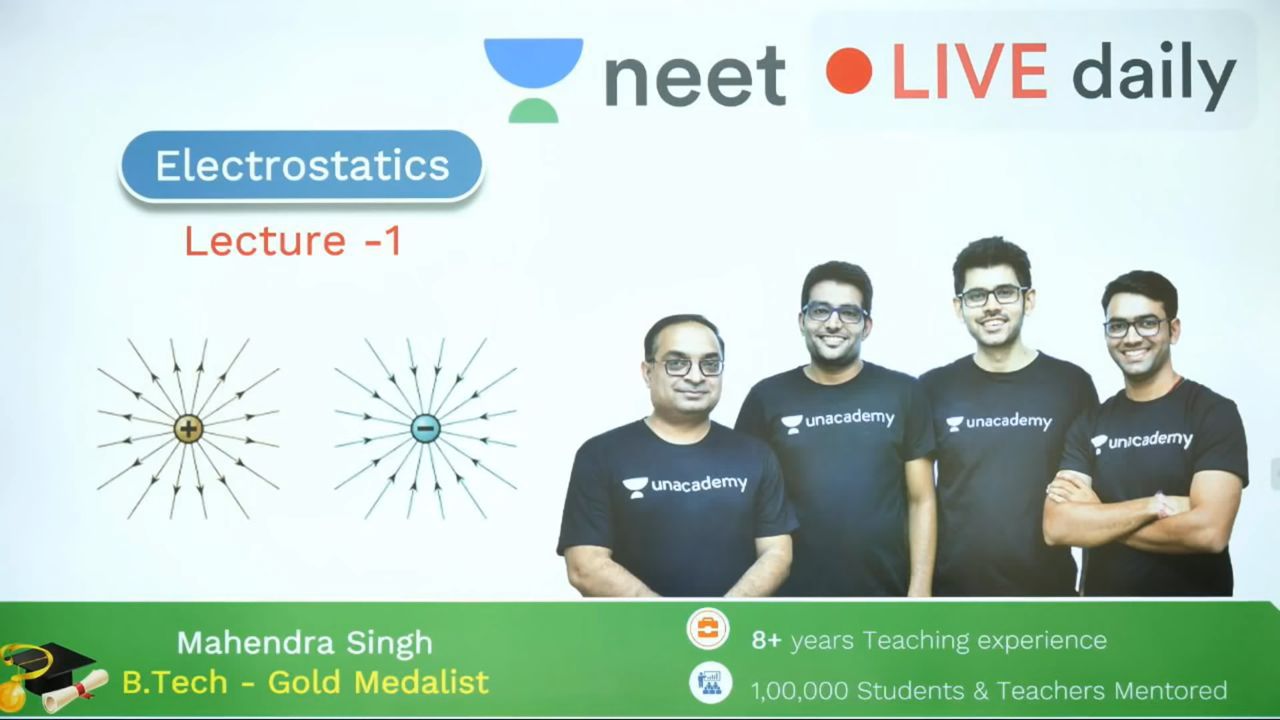 neet LIVE daily
Electrostatics
Lecture -1
+
-
unacademy
unacademy
unacademy
unacademy
Mahendra Singh
B.Tech - Gold Medalist
8+ years Teaching experience
1,00,000 Students & Teachers Mentored